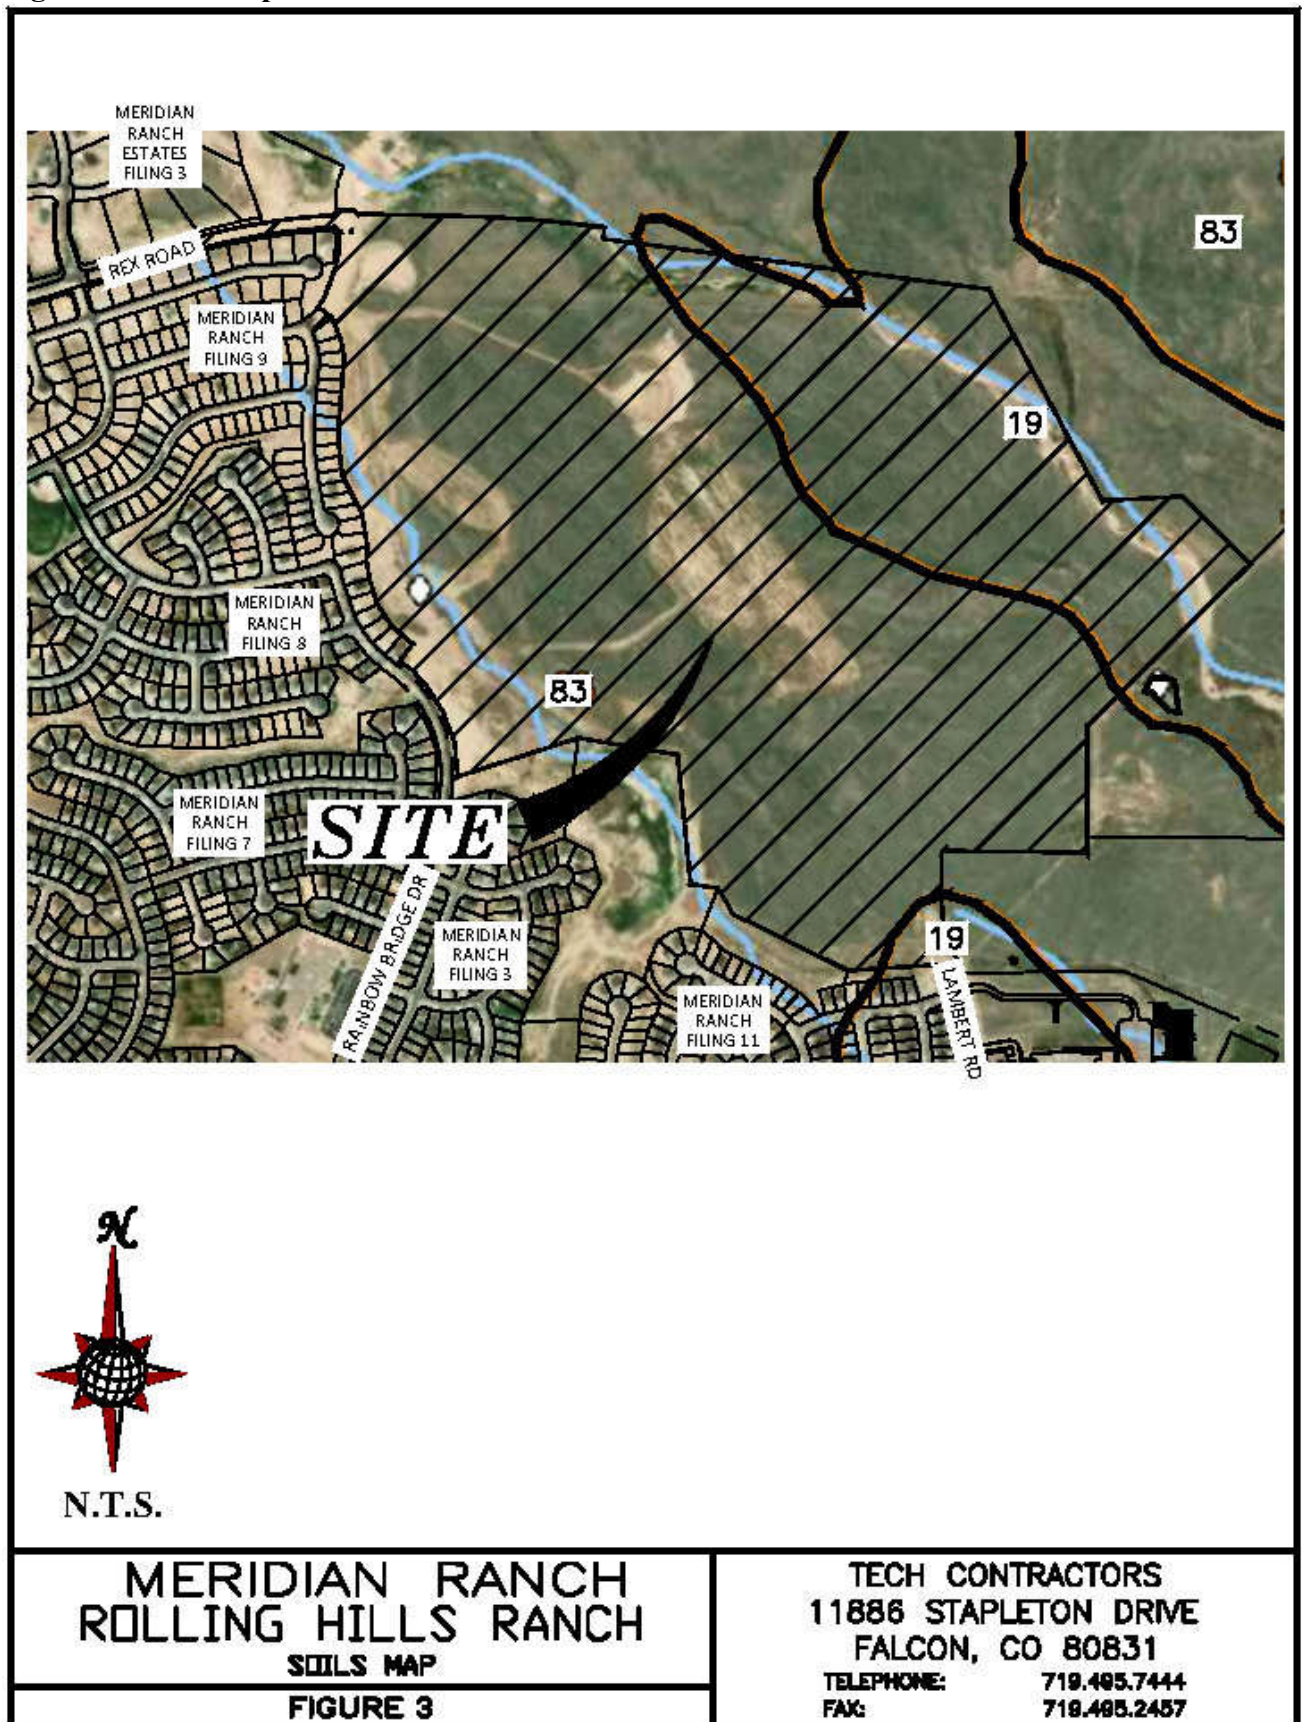 MERIDIAN
RANCH
ESTATES
FILING 3
REX ROAD
83
MERIDIAN
RANCH
FILING 9
19
MERIDIAN
RANCH
FILING 8
83
MERIDIAN
RANCH
FILING 7
SITE
RAINBOW BRIDGE DR
MERIDIAN
RANCH
FILING 3
19
LAMBERT RD
MERIDIAN
RANCH
FILING 11
N
N.T.S.
MERIDIAN RANCH
ROLLING HILLS RANCH
SOILS MAP
FIGURE 3
TECH CONTRACTORS
11886 STAPLETON DRIVE
FALCON, CO 80831
TELEPHONE: 719.495.7444
FAX: 719.495.2457